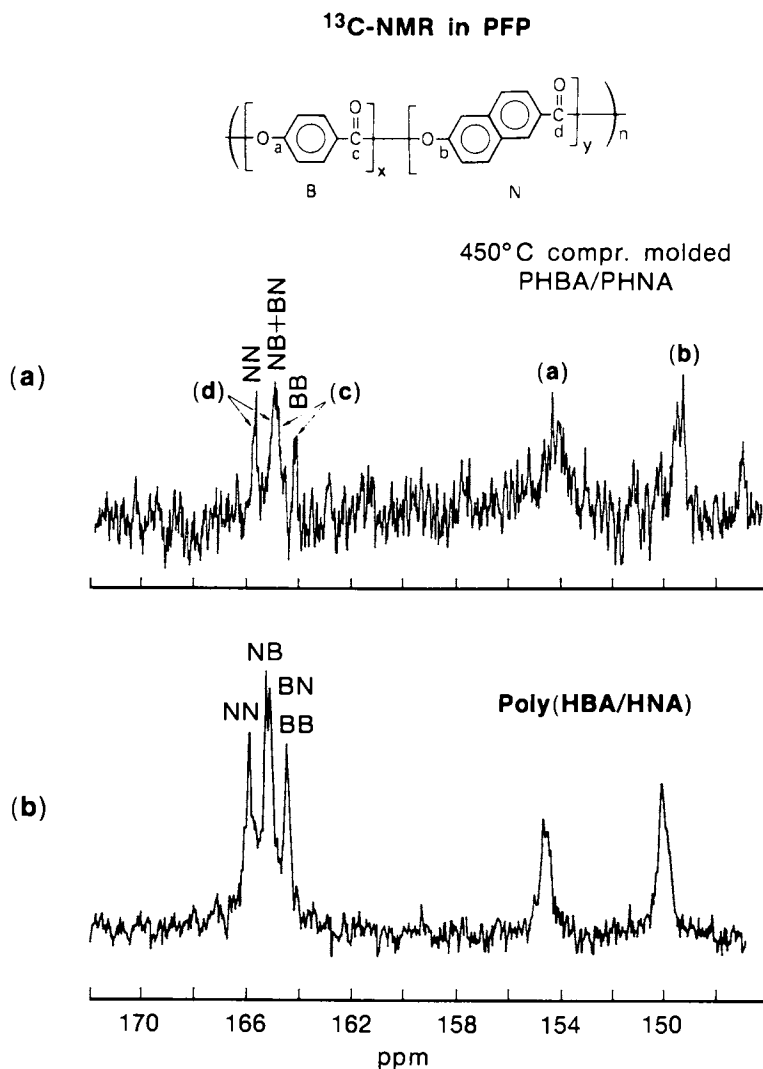 ¹³C-NMR in PFP
O O
O a c x O b d y n
B N
450°C compr. molded
PHBA/PHNA
(a)
NN
NB+BN
BB
(d) (c) (a) (b)
NB
BN
NN BB
Poly(HBA/HNA)
(b)
170 166 162 158 154 150
ppm